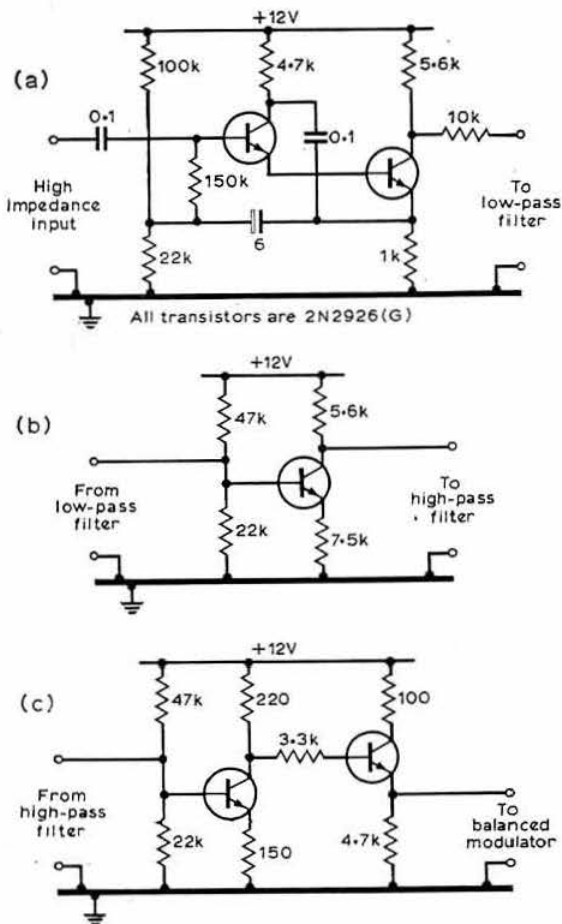 +12V
(a)
100k
4·7k
5·6k
0·1
0·1
10k
150k
High
impedance
input
To
low-pass
filter
6
22k
1k
All transistors are 2N2926(G)
+12V
(b)
47k
5·6k
From
low-pass
filter
To
high-pass
filter
22k
7·5k
+12V
(c)
47k
220
100
3·3k
From
high-pass
filter
To
balanced
modulator
22k
150
4·7k